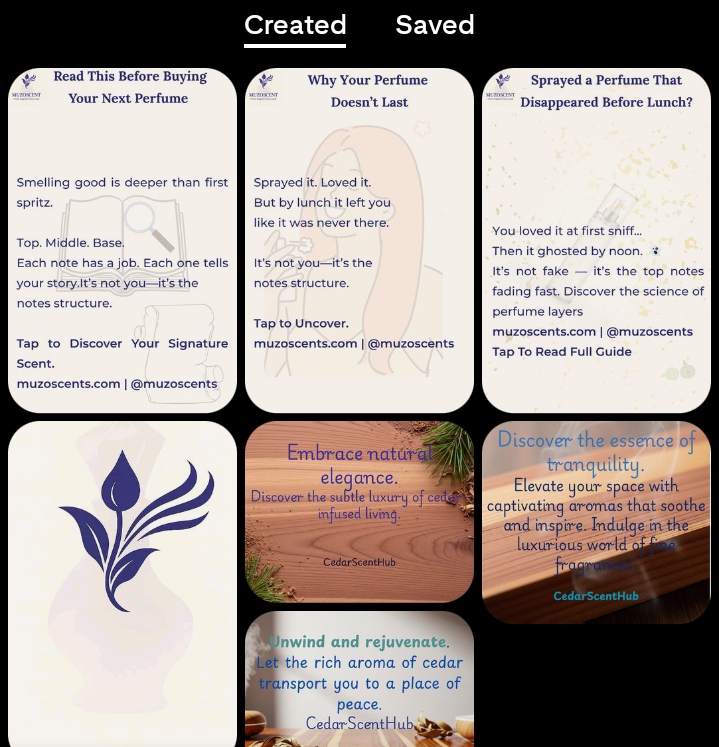 Created Saved
MUZOSCENT
Read This Before Buying
Your Next Perfume
Smelling good is deeper than first
spritz.
Top. Middle. Base.
Each note has a job. Each one tells
your story.It's not you—it's the
notes structure.
Tap to Discover Your Signature
Scent.
muzoscents.com | @muzoscents
MUZOSCENT
Why Your Perfume
Doesn't Last
Sprayed it. Loved it.
But by lunch it left you
like it was never there.
It's not you—it's the
notes structure.
Tap to Uncover.
muzoscents.com | @muzoscents
MUZOSCENT
Sprayed a Perfume That
Disappeared Before Lunch?
You loved it at first sniff...
Then it ghosted by noon.
It's not fake — it's the top notes
fading fast. Discover the science of
perfume layers
muzoscents.com | @muzoscents
Tap To Read Full Guide
Embrace natural
elegance.
Discover the subtle luxury of cedar-
infused living.
CedarScentHub
Discover the essence of
tranquility.
Elevate your space with
captivating aromas that soothe
and inspire. Indulge in the
luxurious world of fine
fragrances.
CedarScentHub
Unwind and rejuvenate.
Let the rich aroma of cedar
transport you to a place of
peace.
CedarScentHub